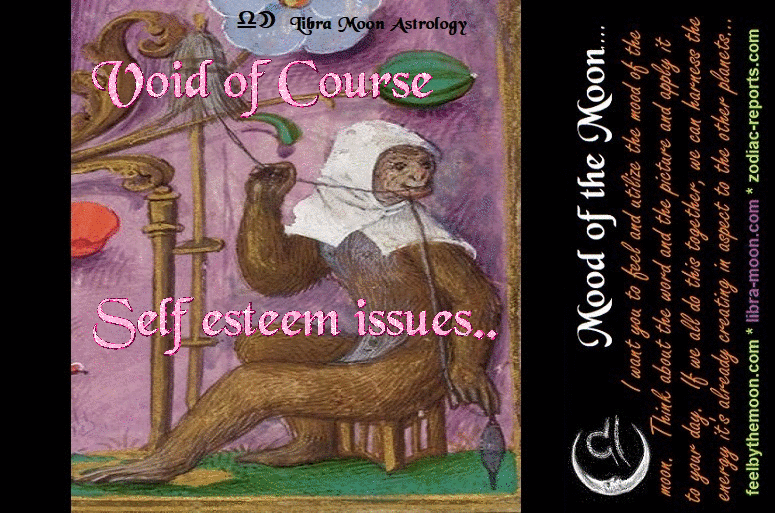 ♎☽ Libra Moon Astrology
Void of Course
Self esteem issues..
Mood of the Moon....
I want you to feel and utilize the mood of the
moon. Think about the word and the picture and apply it
to your day. If we all do this together, we can harness the
energy it's already creating in aspect to the other planets...
feelbythemoon.com * libra-moon.com * zodiac-reports.com